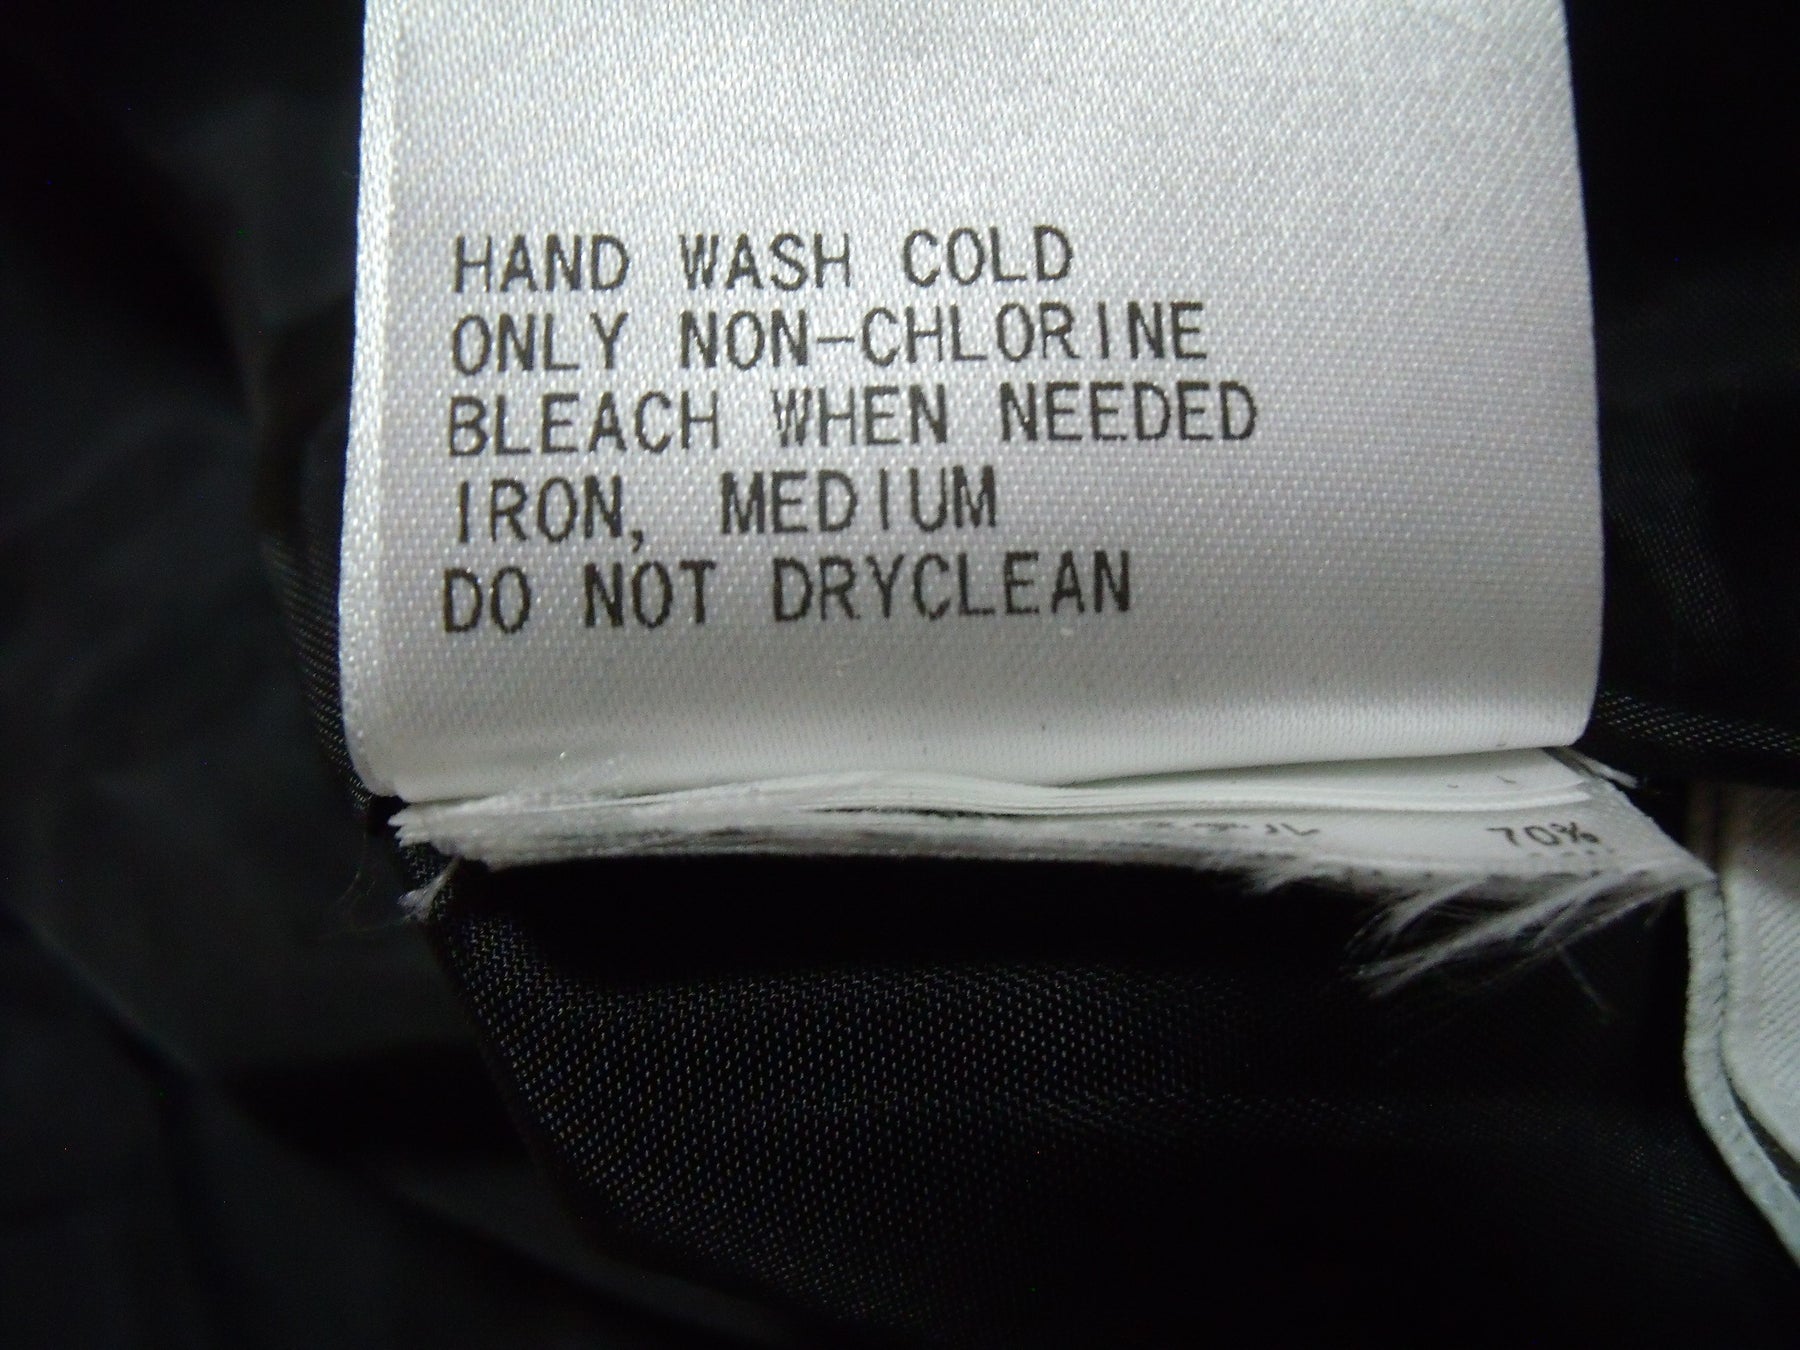 HAND WASH COLD
ONLY NON-CHLORINE
BLEACH WHEN NEEDED
IRON, MEDIUM
DO NOT DRYCLEAN
70%